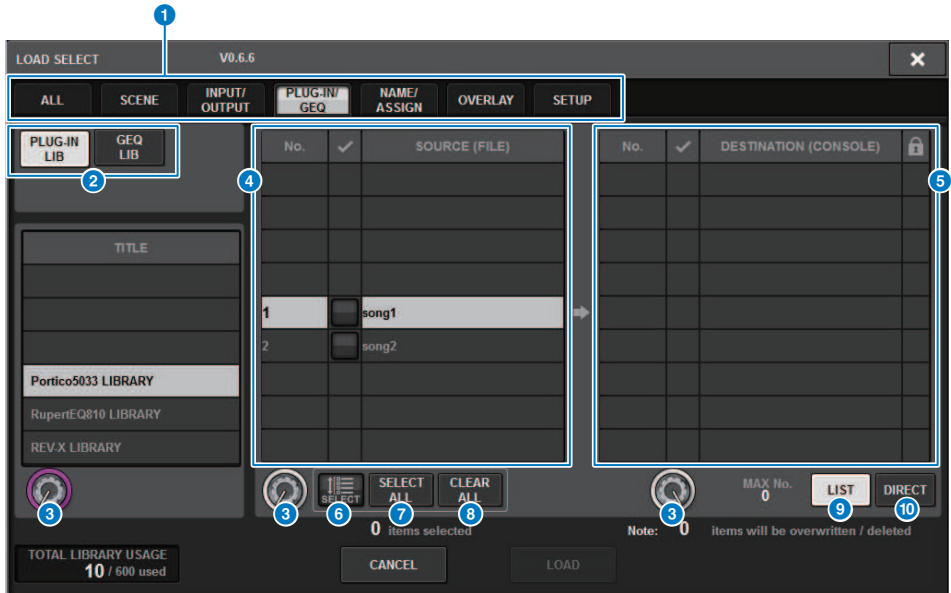 1
LOAD SELECT V0.6.6
ALL SCENE INPUT/ OUTPUT PLUG-IN/ GEQ NAME/ ASSIGN OVERLAY SETUP
PLUG-IN LIB GEQ LIB
2
4
No. SOURCE (FILE)
5
No. DESTINATION (CONSOLE)
TITLE
1 song1
2 song2
Portico5033 LIBRARY
RupertEQ810 LIBRARY
REV-X LIBRARY
3
3
SELECT
6
SELECT ALL
7
CLEAR ALL
8
3
MAX No.
0
LIST
9
DIRECT
10
0 items selected
Note: 0 items will be overwritten / deleted
TOTAL LIBRARY USAGE
10 / 600 used
CANCEL
LOAD